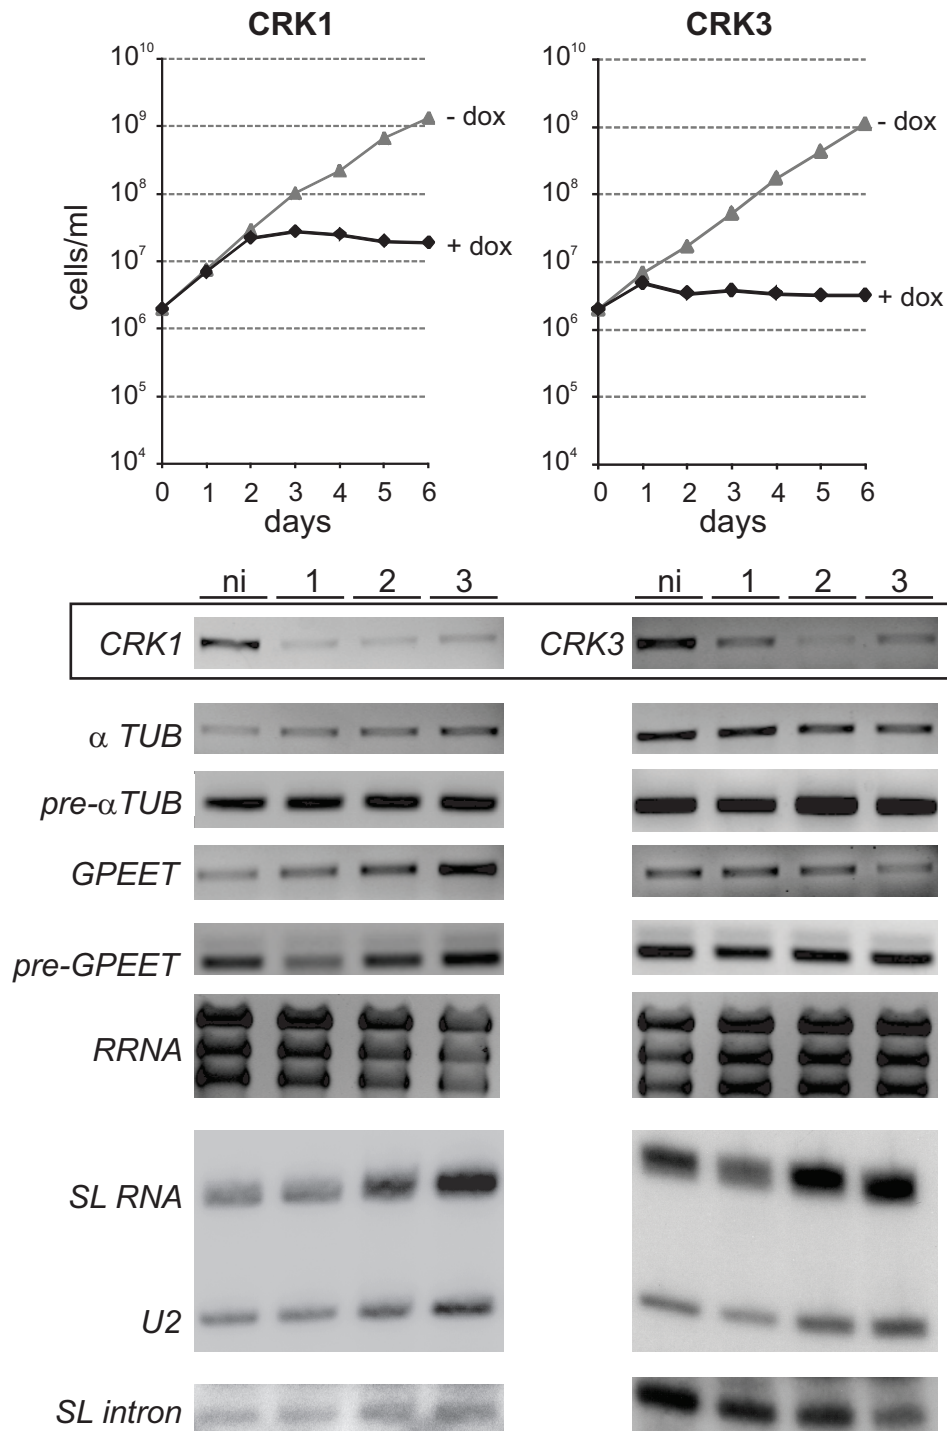 CRK1 CRK3
10¹⁰ 10¹⁰
10⁹ - dox 10⁹ - dox
10⁸ 10⁸
10⁷ + dox 10⁷ + dox
10⁶ 10⁶
10⁵ 10⁵
10⁴ 10⁴
cells/ml
0 1 2 3 4 5 6 0 1 2 3 4 5 6
days days
ni 1 2 3 ni 1 2 3
CRK1 CRK3
α TUB
pre-αTUB
GPEET
pre-GPEET
RRNA
SL RNA
U2
SL intron